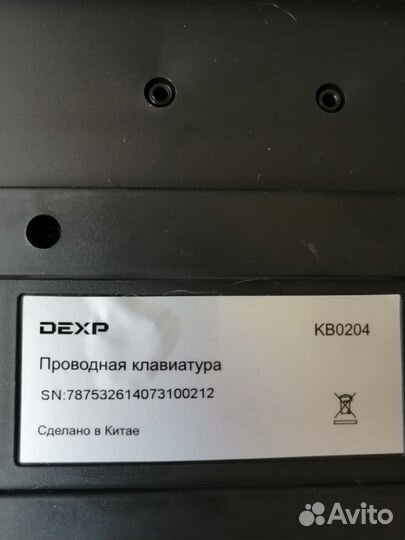 DEXP KB0204
Проводная клавиатура
SN:787532614073100212
Сделано в Китае
Avito